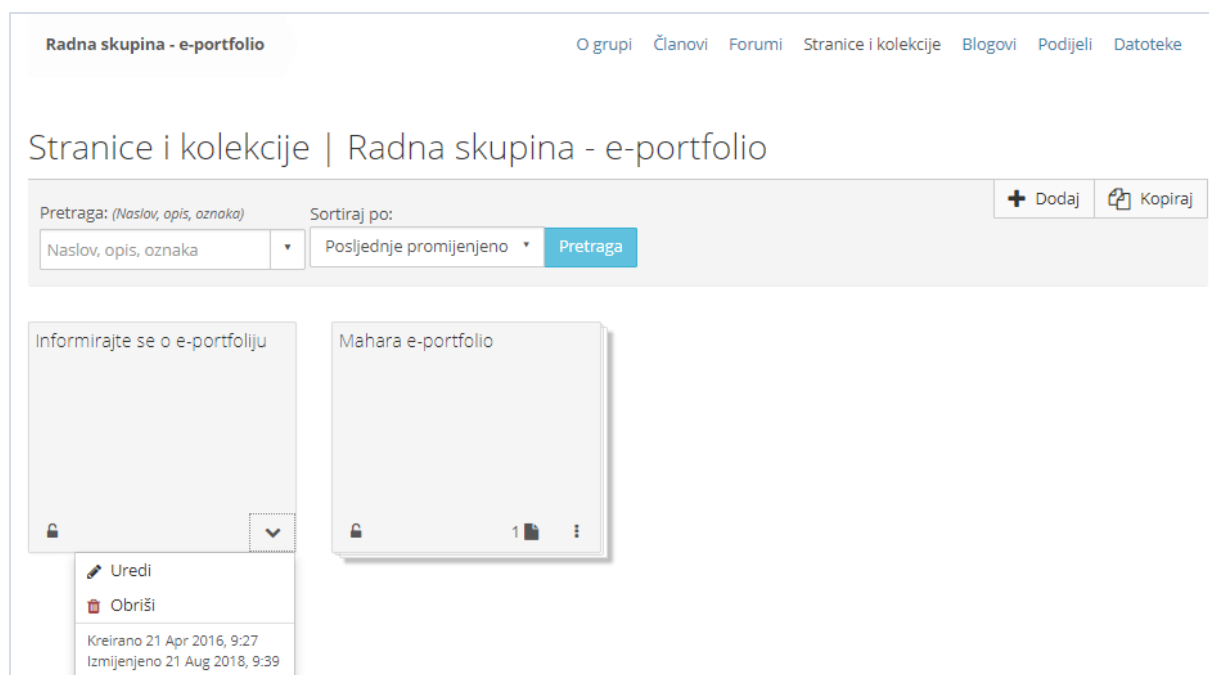 Radna skupina - e-portfolio
O grupi Članovi Forumi Stranice i kolekcije Blogovi Podijeli Datoteke
Stranice i kolekcije | Radna skupina - e-portfolio
Dodaj Kopiraj
Pretraga: (Naslov, opis, oznaka) Sortiraj po:
Naslov, opis, oznaka Posljednje promijenjeno Pretraga
Informirajte se o e-portfoliju
Mahara e-portfolio
1
Uredi
Obriši
Kreirano 21 Apr 2016, 9:27
Izmijenjeno 21 Aug 2018, 9:39